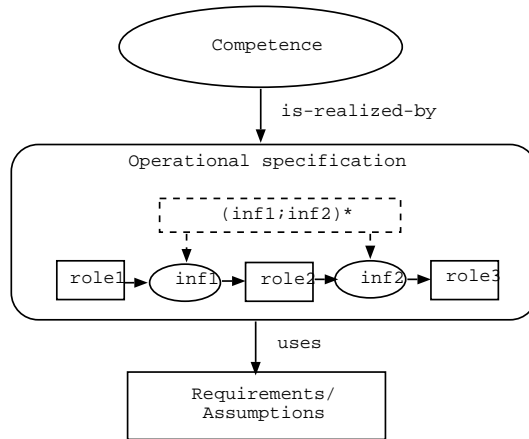 Competence
is-realized-by
Operational specification
(inf1;inf2)*
role1 inf1 role2 inf2 role3
uses
Requirements/
Assumptions